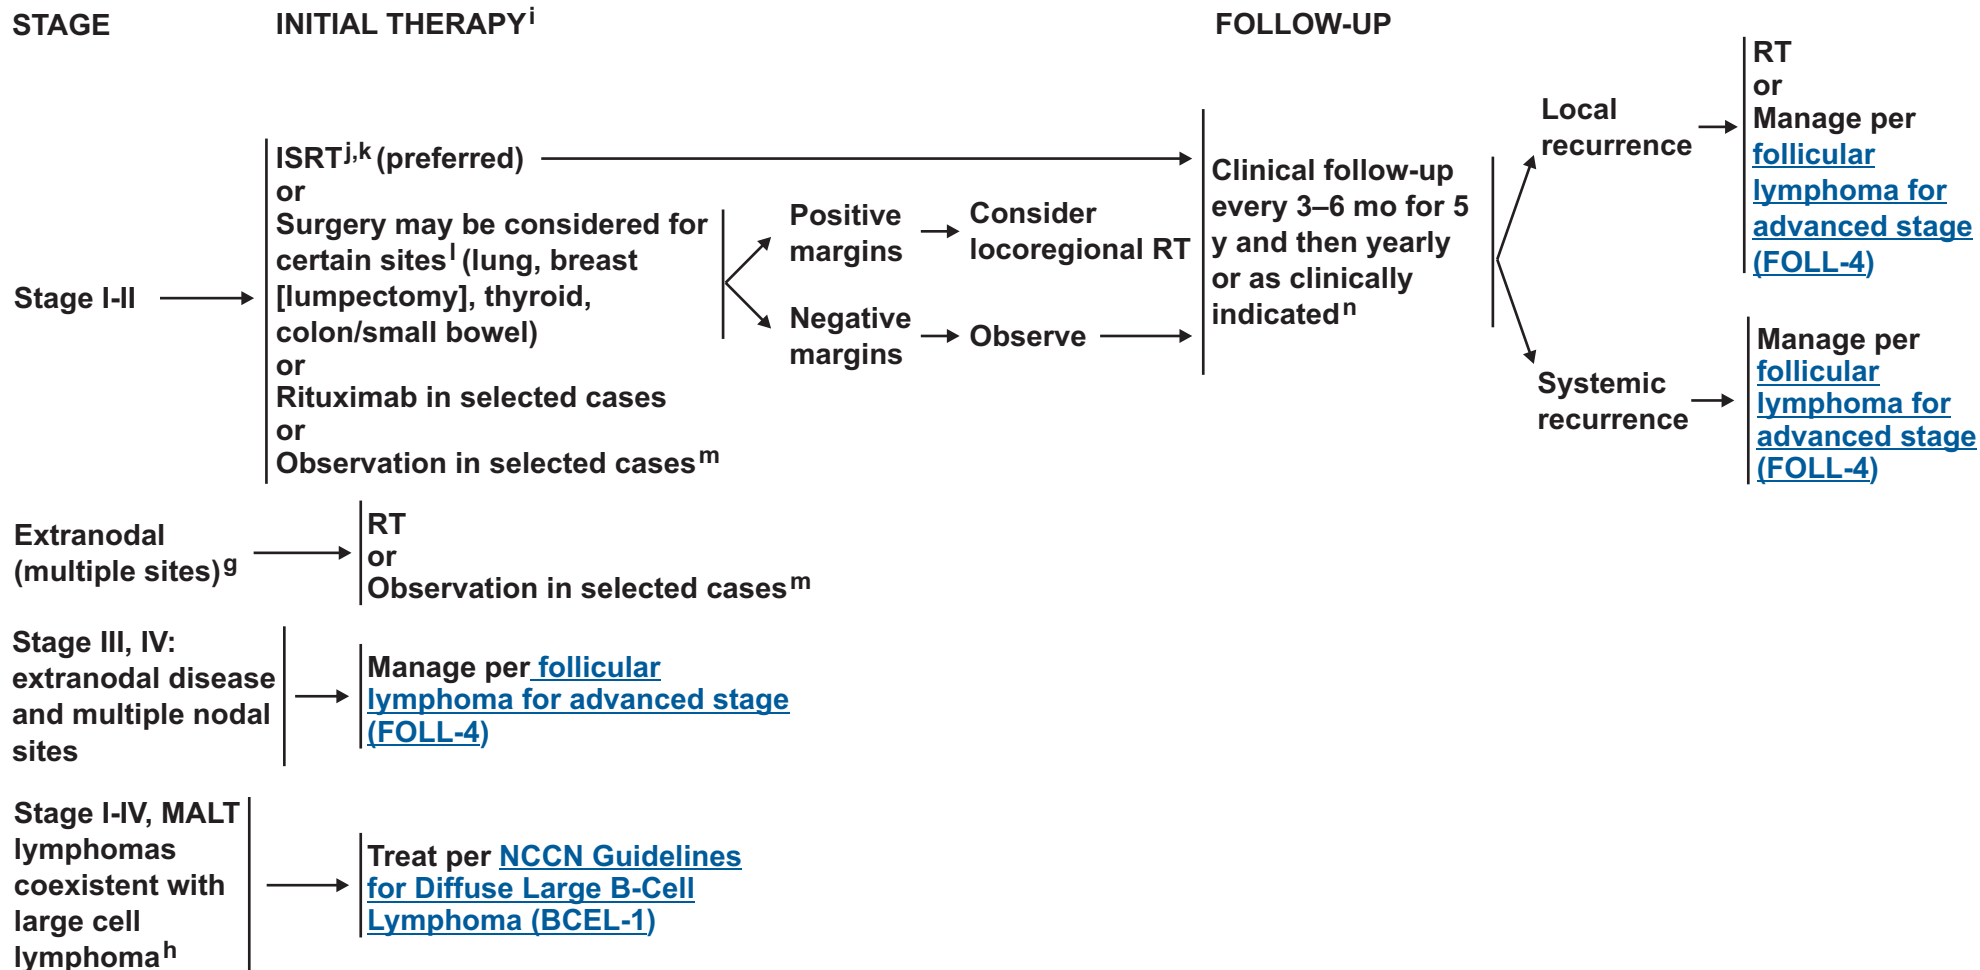 STAGE
INITIAL THERAPYi
FOLLOW-UP
Stage I-II
ISRTj,k (preferred)
or
Surgery may be considered for
certain sitesl (lung, breast
[lumpectomy], thyroid,
colon/small bowel)
or
Rituximab in selected cases
or
Observation in selected casesm
Positive
margins
Consider
locoregional RT
Negative
margins
Observe
Clinical follow-up
every 3–6 mo for 5
y and then yearly
or as clinically
indicatedn
Local
recurrence
RT
or
Manage per
follicular
lymphoma for
advanced stage
(FOLL-4)
Systemic
recurrence
Manage per
follicular
lymphoma for
advanced stage
(FOLL-4)
Extranodal
(multiple sites)g
RT
or
Observation in selected casesm
Stage III, IV:
extranodal disease
and multiple nodal
sites
Manage per follicular
lymphoma for advanced stage
(FOLL-4)
Stage I-IV, MALT
lymphomas
coexistent with
large cell
lymphomah
Treat per NCCN Guidelines
for Diffuse Large B-Cell
Lymphoma (BCEL-1)